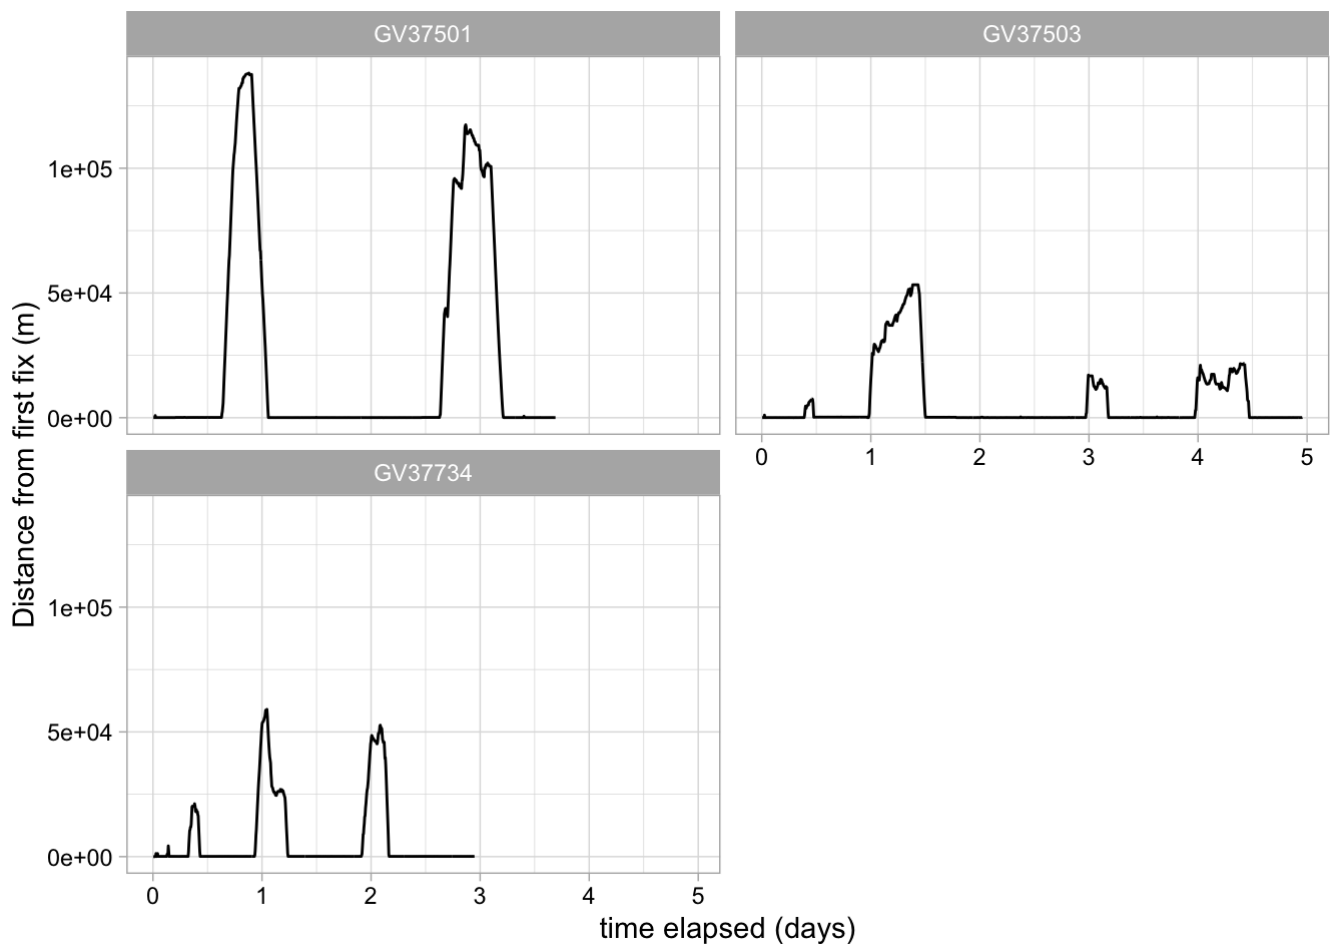 GV37501
GV37503
1e+05
5e+04
0e+00
0 1 2 3 4 5
GV37734
Distance from first fix (m)
1e+05
5e+04
0e+00
0 1 2 3 4 5
time elapsed (days)